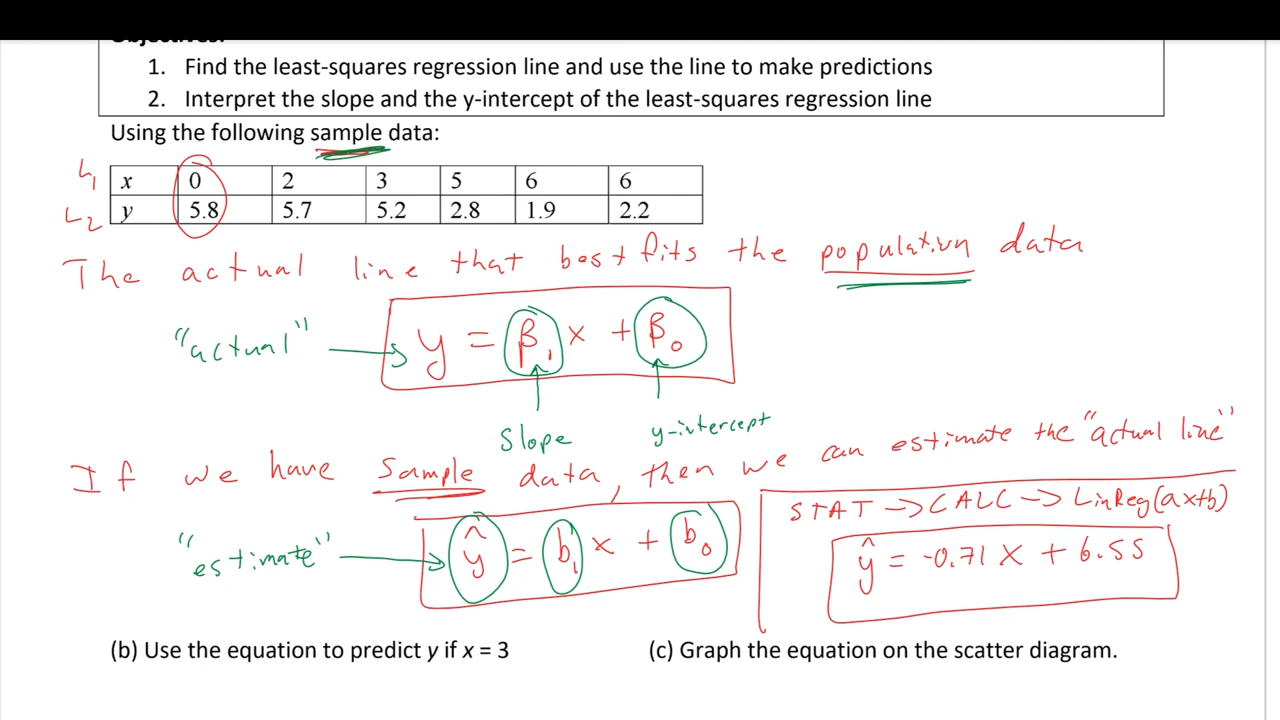 Objectives:
1. Find the least-squares regression line and use the line to make predictions
2. Interpret the slope and the y-intercept of the least-squares regression line
Using the following sample data:
L1 x 0 2 3 5 6 6
L2 y 5.8 5.7 5.2 2.8 1.9 2.2
The actual line that best fits the population data
"actual" → y = β₁x + β₀
slope y-intercept
If we have sample data, then we can estimate the "actual line"
STAT → CALC → LinReg(ax+b)
"estimate" → ŷ = b₁x + b₀
ŷ = -0.71x + 6.55
(b) Use the equation to predict y if x = 3
(c) Graph the equation on the scatter diagram.